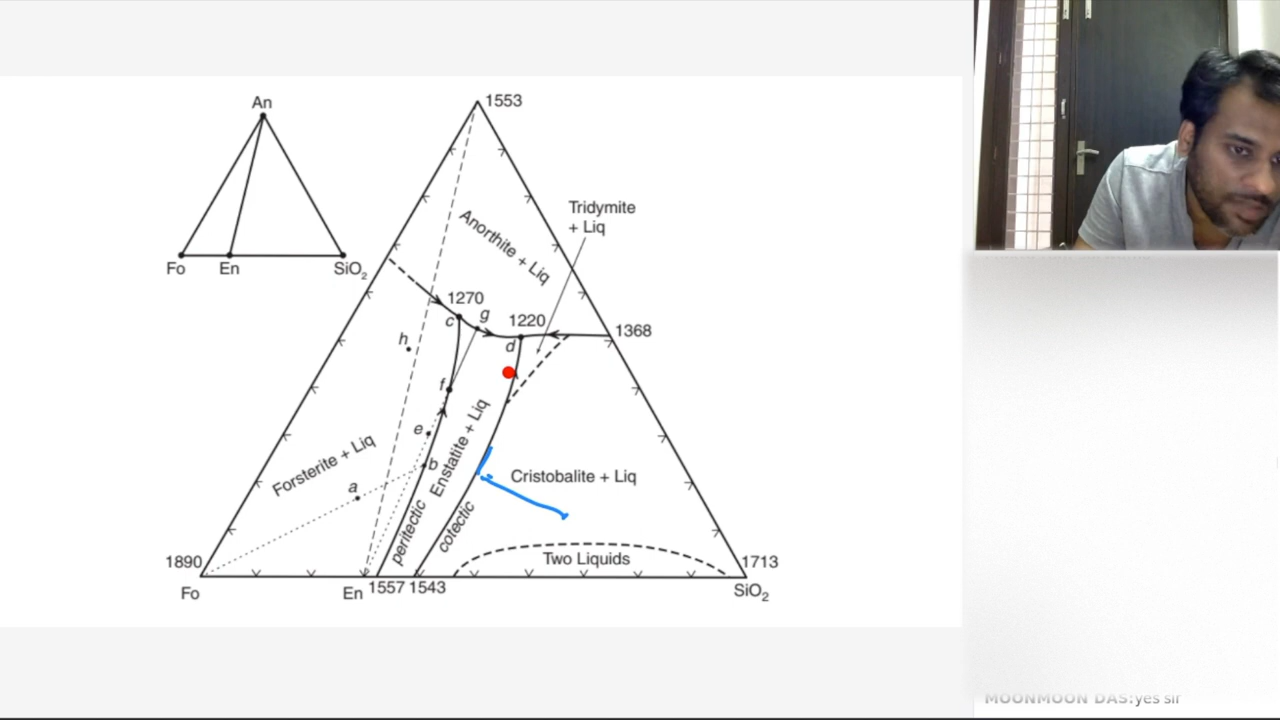 An
Fo
En
SiO2
1553
Tridymite
+ Liq
Anorthite + Liq
1270
c
g
1220
d
1368
h
f
e
b
a
Forsterite + Liq
Enstatite + Liq
Cristobalite + Liq
peritectic
cotectic
Two Liquids
1890
1713
Fo
En
1557
1543
SiO2
MOONMOON DAS:yes sir